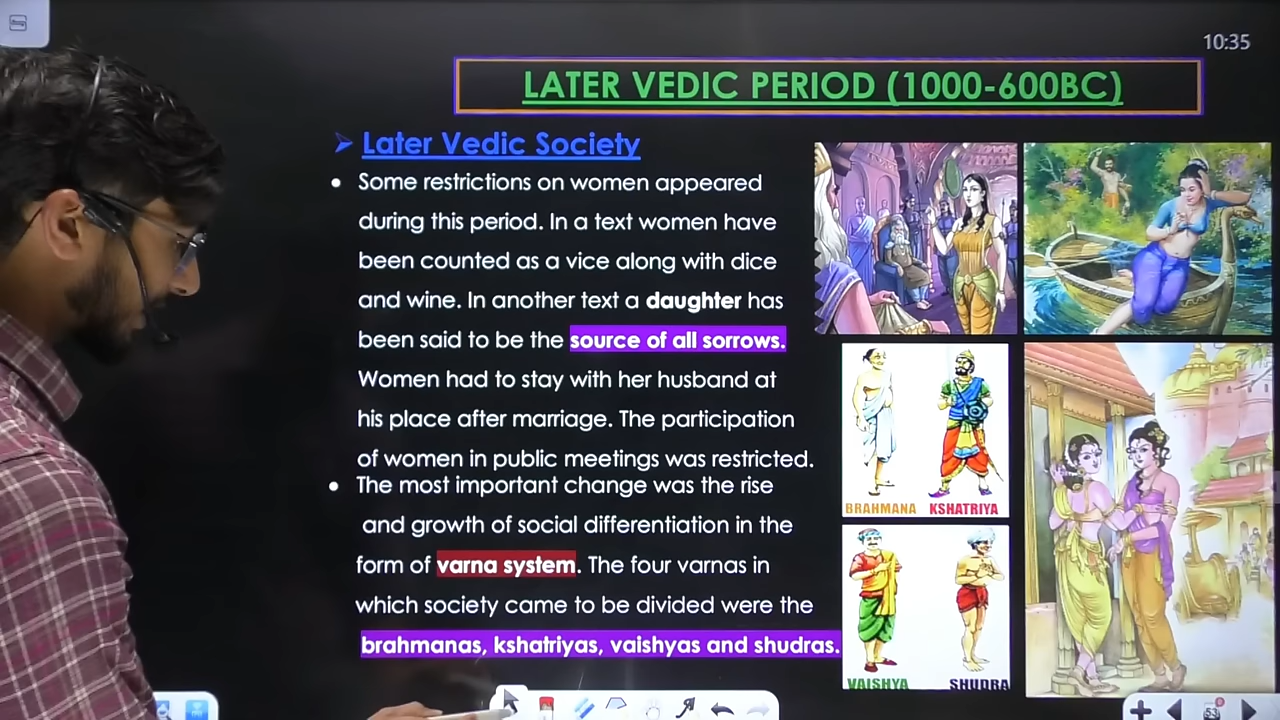 10:35
LATER VEDIC PERIOD (1000-600BC)
➢ Later Vedic Society
• Some restrictions on women appeared
during this period. In a text women have
been counted as a vice along with dice
and wine. In another text a daughter has
been said to be the source of all sorrows.
Women had to stay with her husband at
his place after marriage. The participation
of women in public meetings was restricted.
• The most important change was the rise
and growth of social differentiation in the
form of varna system. The four varnas in
which society came to be divided were the
brahmanas, kshatriyas, vaishyas and shudras.
BRAHMANA KSHATRIYA
VAISHYA SHUDRA
53